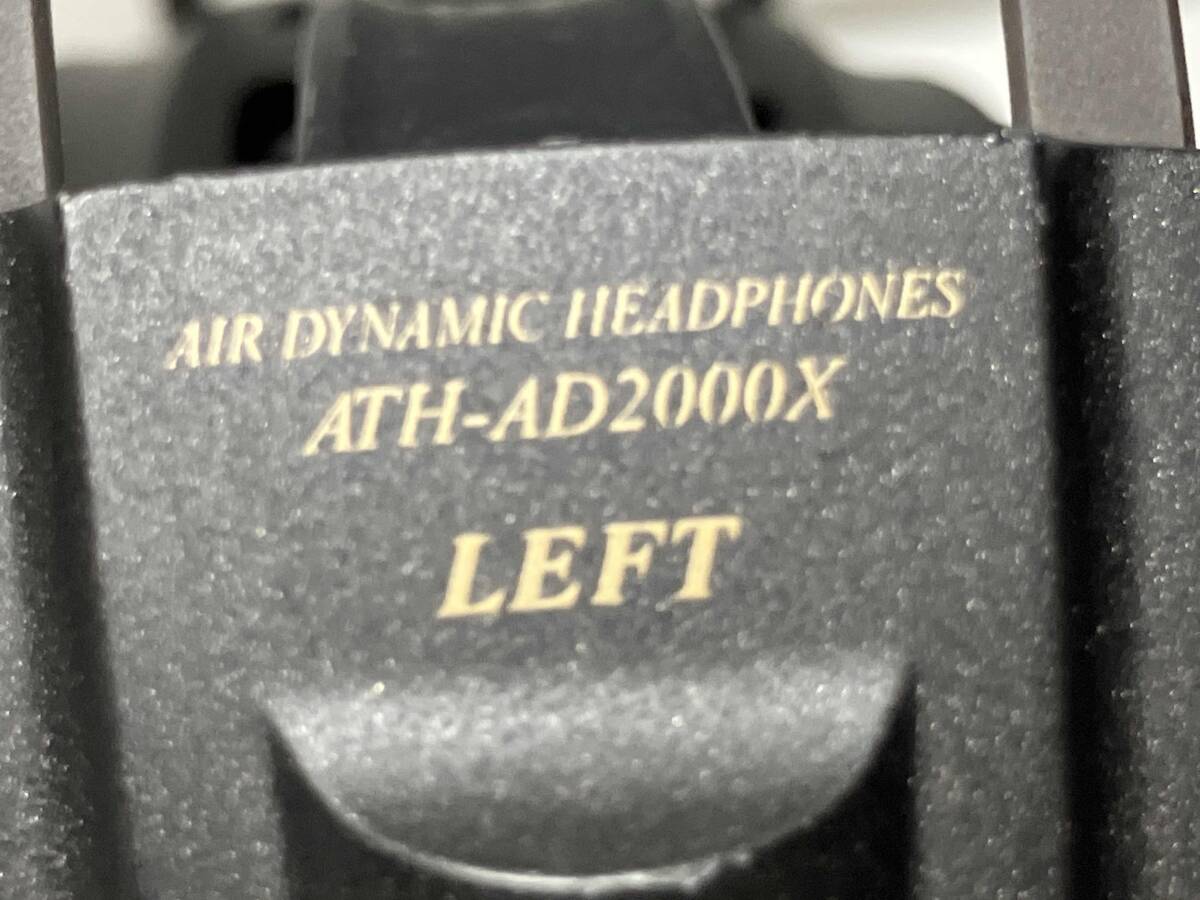 AIR DYNAMIC HEADPHONES
ATH-AD2000X
LEFT